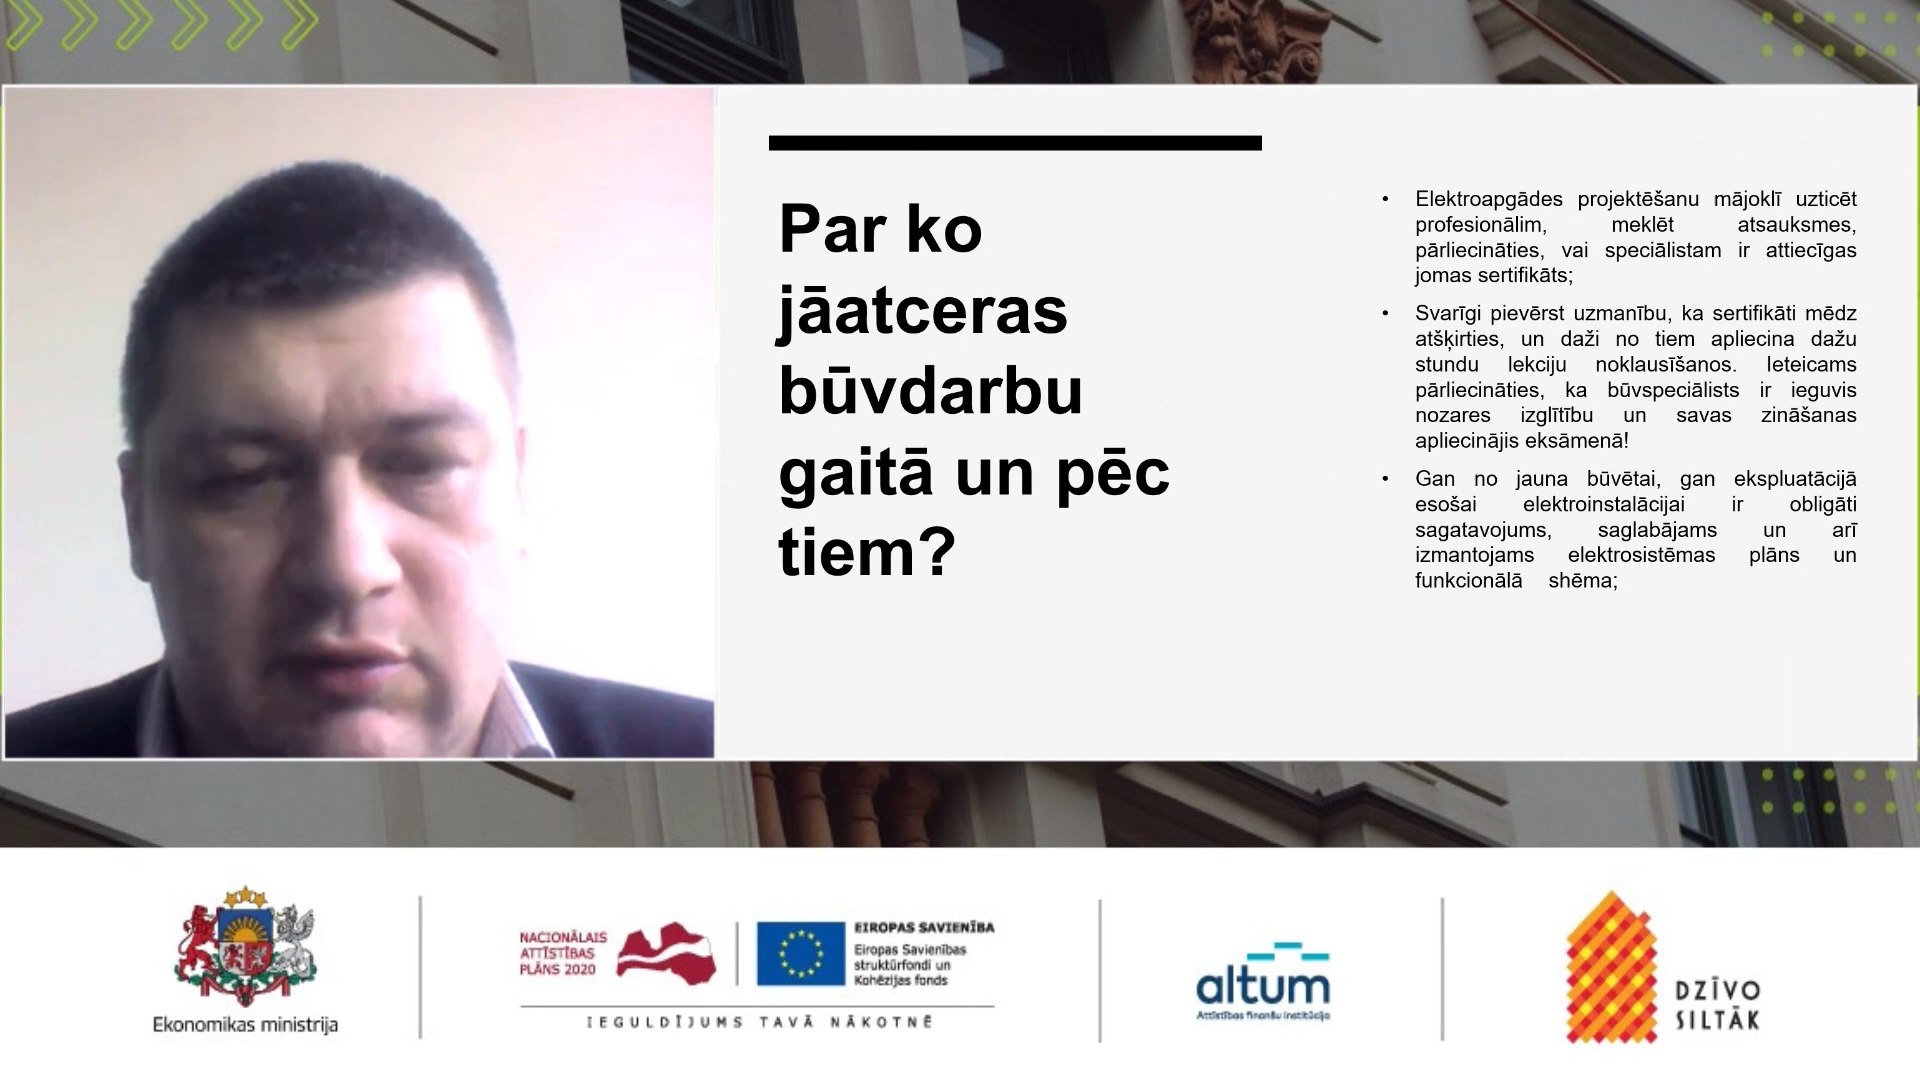 Par ko
jāatceras
būvdarbu
gaitā un pēc
tiem?
• Elektroapgādes projektēšanu mājoklī uzticēt
profesionālim, meklēt atsauksmes,
pārliecināties, vai speciālistam ir attiecīgas
jomas sertifikāts;
• Svarīgi pievērst uzmanību, ka sertifikāti mēdz
atšķirties, un daži no tiem apliecina dažu
stundu lekciju noklausīšanos. Ieteicams
pārliecināties, ka būvspeciālists ir ieguvis
nozares izglītību un savas zināšanas
apliecinājis eksāmenā!
• Gan no jauna būvētai, gan ekspluatācijā
esošai elektroinstalācijai ir obligāti
sagatavojums, saglabājams un arī
izmantojams elektrosistēmas plāns un
funkcionālā shēma;
Ekonomikas ministrija
NACIONĀLAIS
ATTĪSTĪBAS
PLĀNS 2020
EIROPAS SAVIENĪBA
Eiropas Savienības
struktūrfondi un
Kohēzijas fonds
IEGULDĪJUMS TAVĀ NĀKOTNĒ
altum
Attīstības finanšu institūcija
DZĪVO
SILTĀK